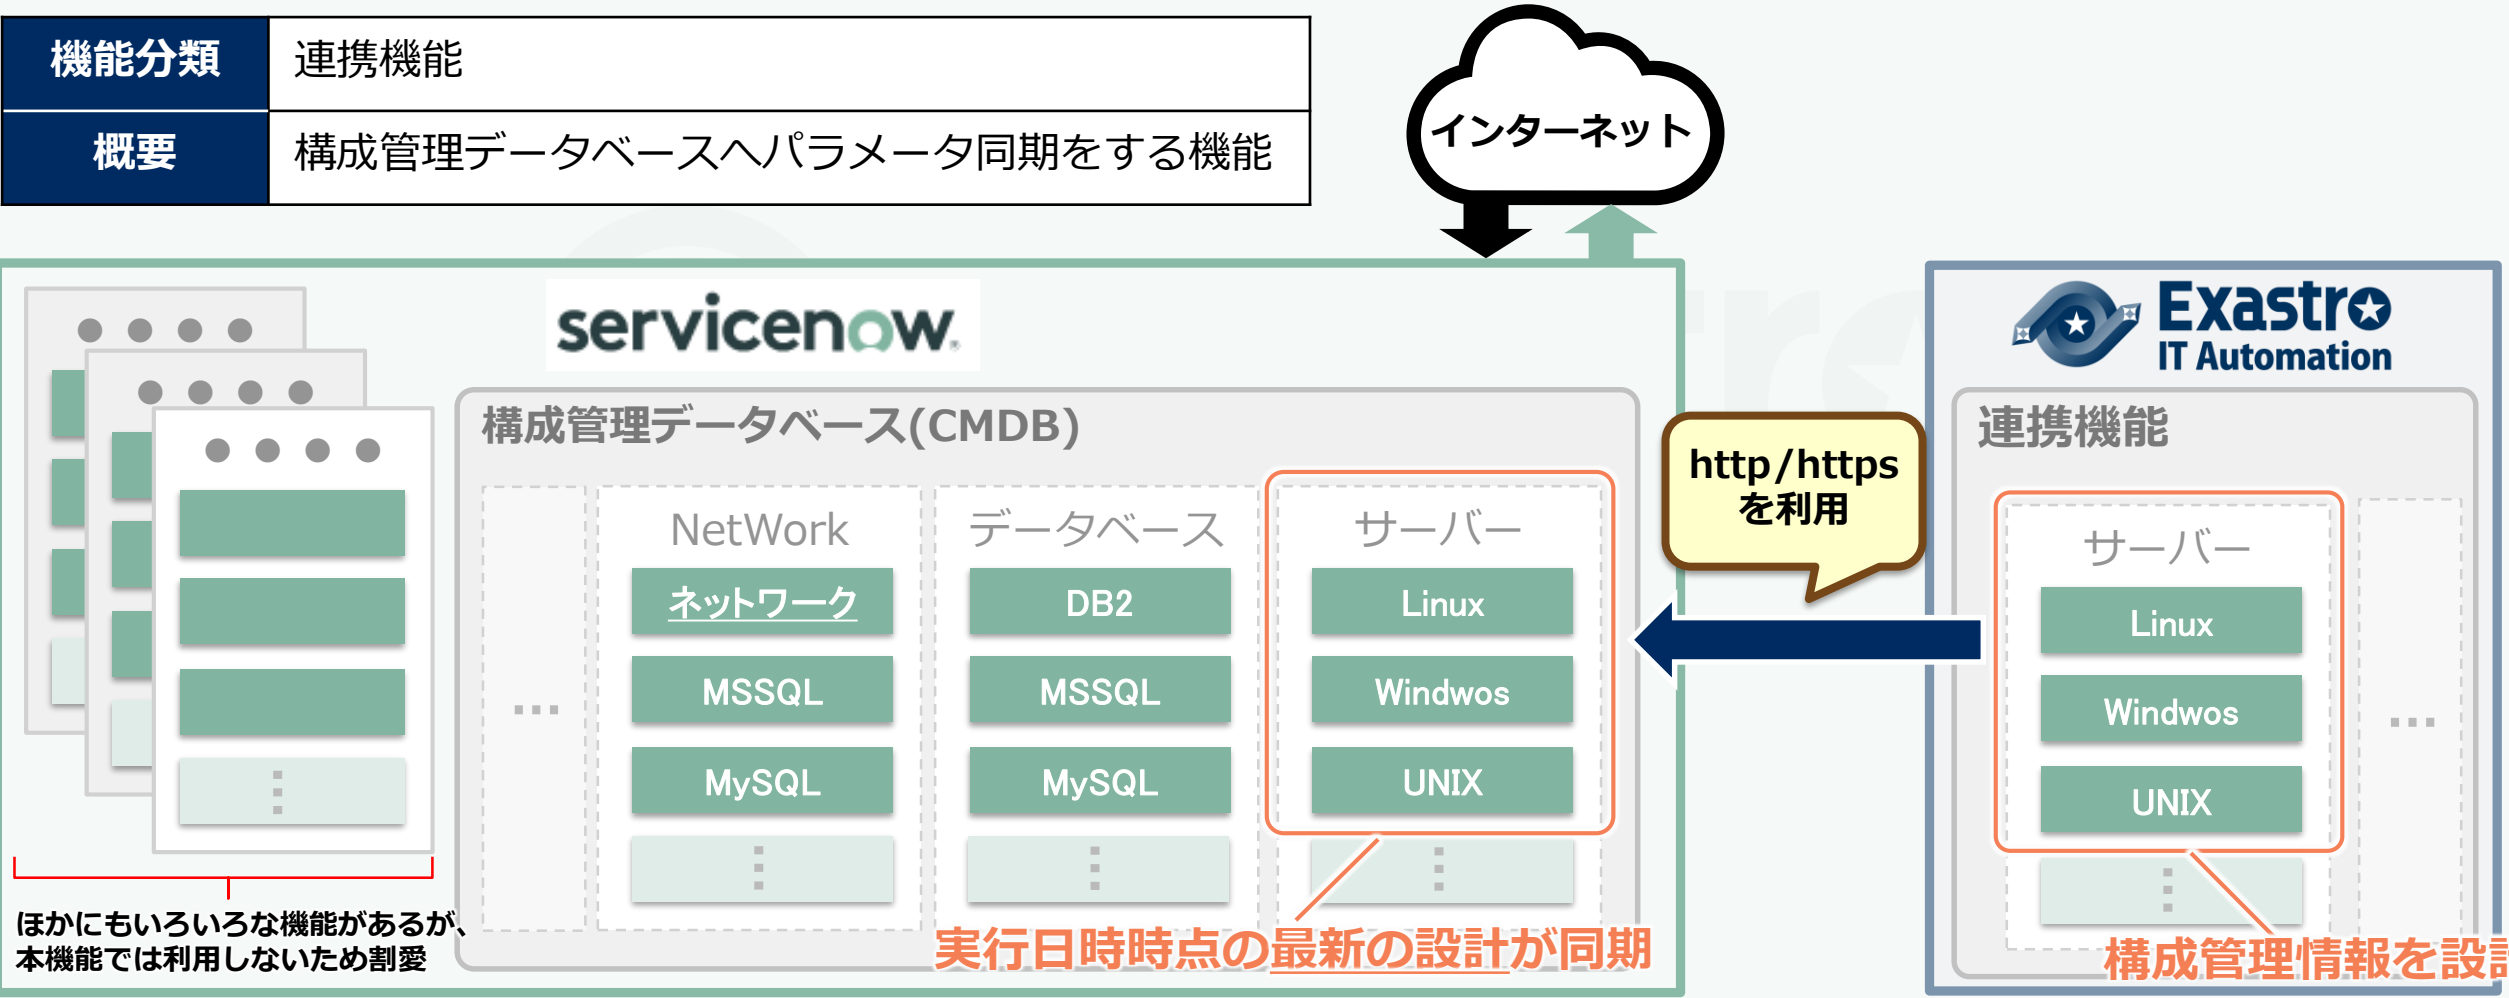 機能分類
連携機能
概要
構成管理データベースへパラメータ同期をする機能
インターネット
servicenow.
構成管理データベース(CMDB)
NetWork
ネットワーク
MSSQL
MySQL
データベース
DB2
MSSQL
MySQL
サーバー
Linux
Windwos
UNIX
...
ほかにもいろいろな機能があるが、
本機能では利用しないため割愛
実行日時時点の最新の設計が同期
http/https
を利用
Exastro
IT Automation
連携機能
サーバー
Linux
Windwos
UNIX
...
構成管理情報を設計